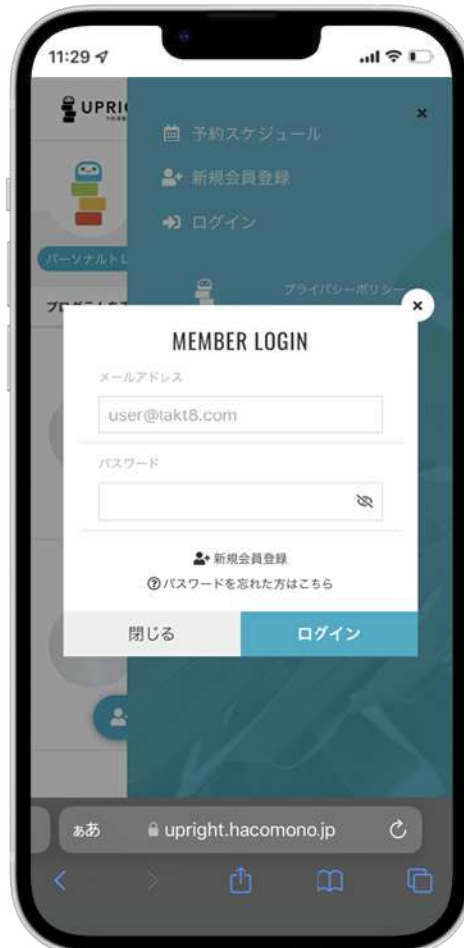 11:29
UPRI
×
予約スケジュール
新規会員登録
ログイン
パーソナルトレ
プライバシーポリシー
×
MEMBER LOGIN
メールアドレス
user@takt8.com
パスワード
新規会員登録
?パスワードを忘れた方はこちら
閉じる
ログイン
ぁあ
upright.hacomono.jp